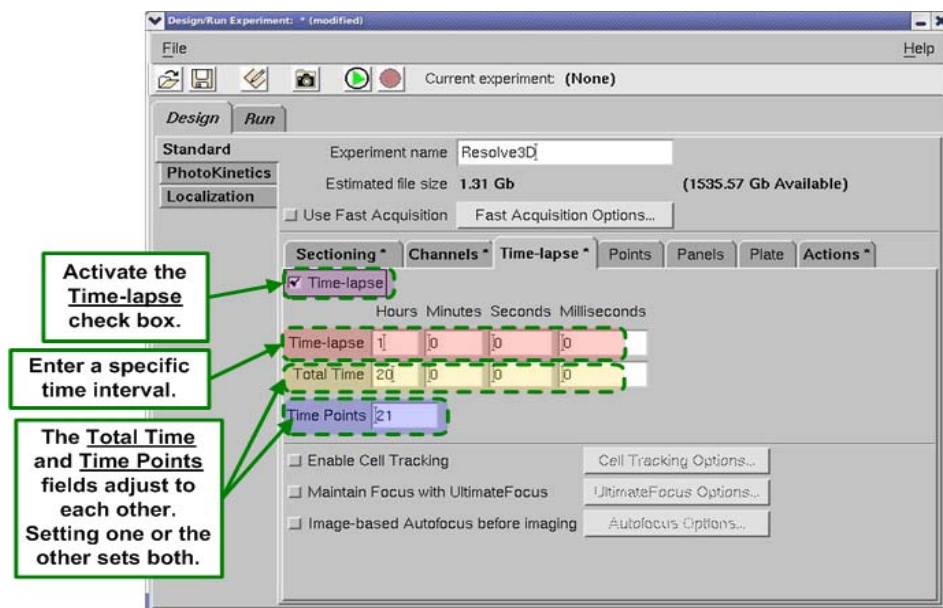 Design/Run Experiment: * (modified)
File
Help
Current experiment: (None)
Design
Run
Standard
PhotoKinetics
Localization
Experiment name Resolve3D
Estimated file size 1.31 Gb (1535.57 Gb Available)
Use Fast Acquisition Fast Acquisition Options...
Sectioning * Channels * Time-lapse * Points Panels Plate Actions *
Time-lapse
Hours Minutes Seconds Milliseconds
Time-lapse 1 0 0 0
Total Time 20 0 0 0
Time Points 21
Enable Cell Tracking Cell Tracking Options...
Maintain Focus with UltimateFocus UltimateFocus Options...
Image-based Autofocus before imaging Autofocus Options...
Activate the
Time-lapse
check box.
Enter a specific
time interval.
The Total Time
and Time Points
fields adjust to
each other.
Setting one or the
other sets both.